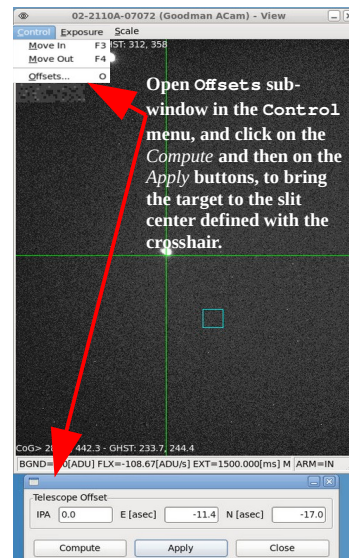 02-2110A-07072 (Goodman ACam) - View
Control Exposure Scale
Move In F3
Move Out F4
Offsets... O
HST: 312, 358
Open Offsets sub-
window in the Control
menu, and click on the
Compute and then on the
Apply buttons, to bring
the target to the slit
center defined with the
crosshair.
CoG> 442.3 - GHST: 233.7, 244.4
[ADU] FLX=-108.67[ADU/s] EXT=1500.000[ms] M ARM=IN
Telescope Offset
IPA 0.0 E [asec] -11.4 N [asec] -17.0
Compute Apply Close